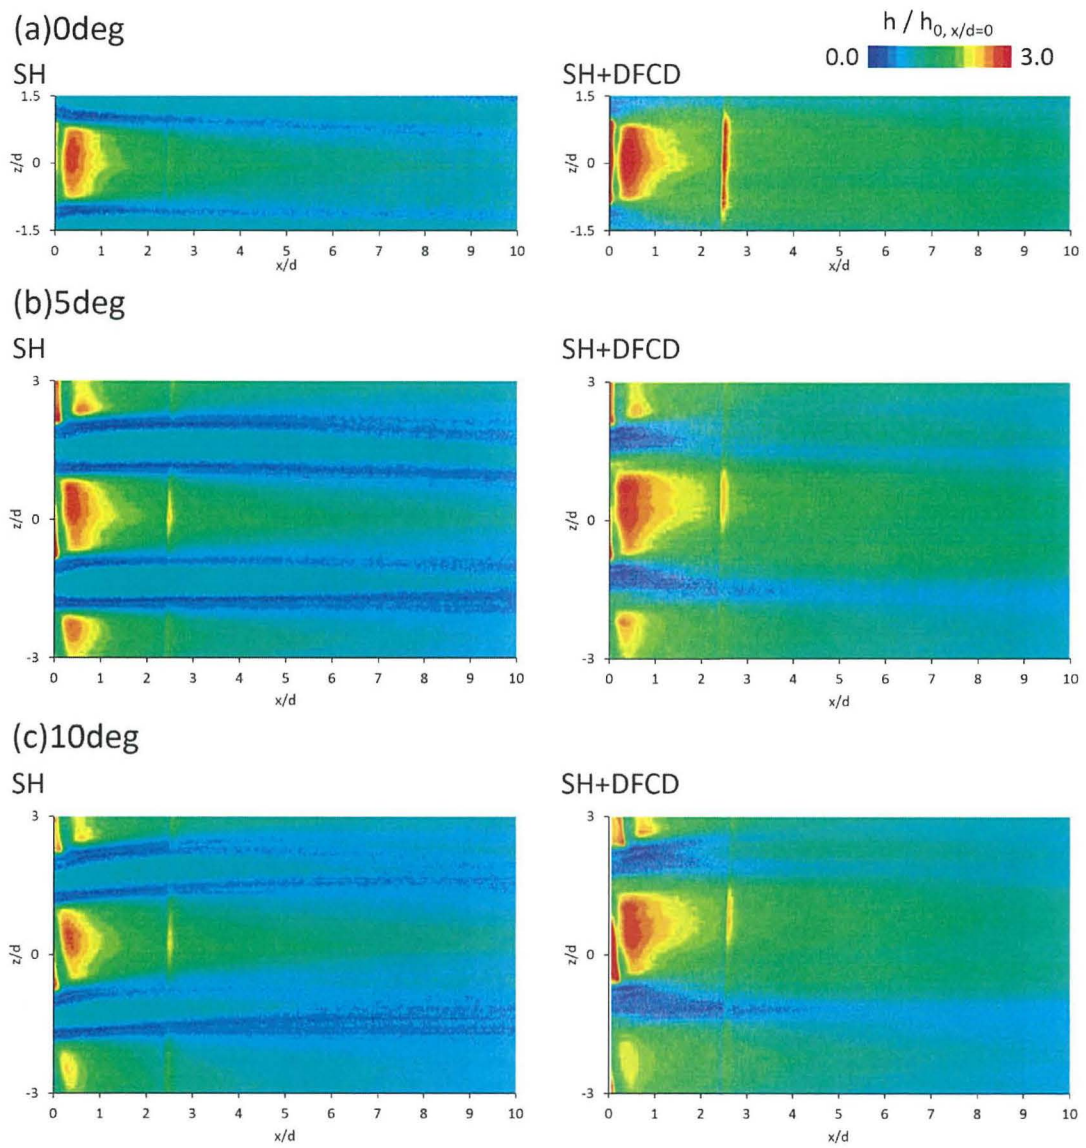 (a)0deg
h / h0, x/d=0
0.0 3.0
SH SH+DFCD
1.5 1.5
z/d 0 z/d 0
-1.5 -1.5
0 1 2 3 4 5 6 7 8 9 10 0 1 2 3 4 5 6 7 8 9 10
x/d x/d
(b)5deg
SH SH+DFCD
3 3
z/d 0 z/d 0
-3 -3
0 1 2 3 4 5 6 7 8 9 10 0 1 2 3 4 5 6 7 8 9 10
x/d x/d
(c)10deg
SH SH+DFCD
3 3
z/d 0 z/d 0
-3 -3
0 1 2 3 4 5 6 7 8 9 10 0 1 2 3 4 5 6 7 8 9 10
x/d x/d